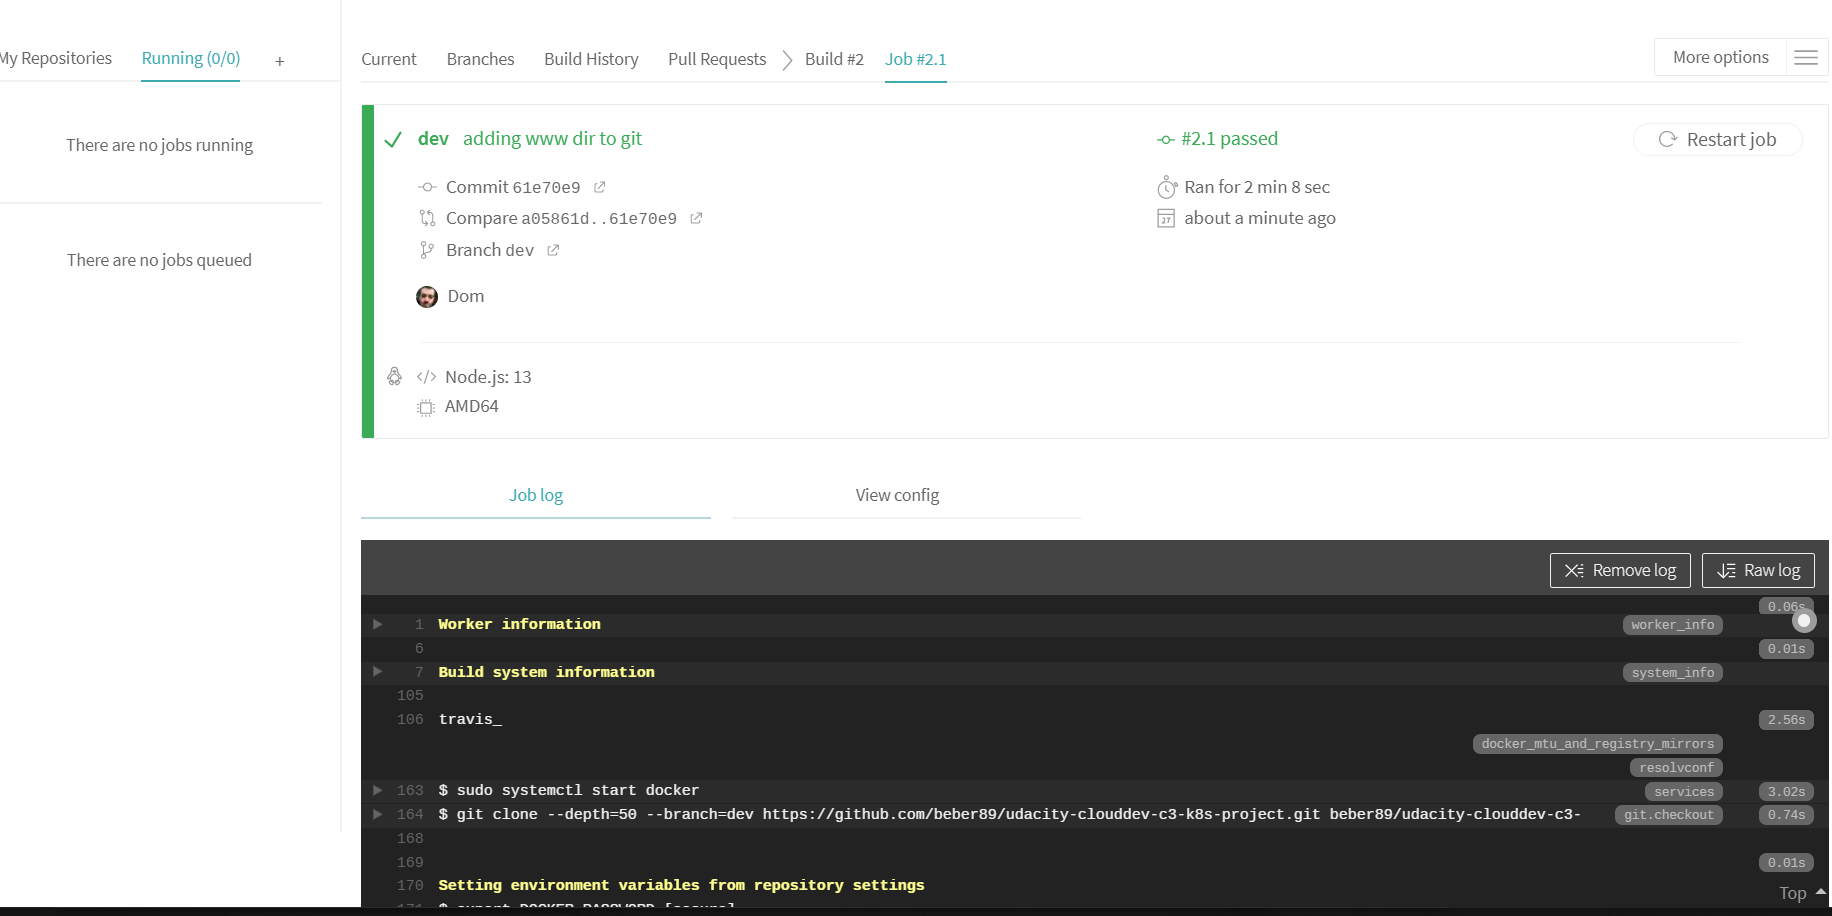 My Repositories Running (0/0) +
There are no jobs running
There are no jobs queued
Current Branches Build History Pull Requests Build #2 Job #2.1
More options
dev adding www dir to git
#2.1 passed
Restart job
Commit 61e70e9
Ran for 2 min 8 sec
Compare a05861d..61e70e9
27 about a minute ago
Branch dev
Dom
</> Node.js: 13
AMD64
Job log View config
Remove log Raw log
0.06s
1 Worker information worker_info
6 0.01s
7 Build system information system_info
105
106 travis_ 2.56s
docker_mtu_and_registry_mirrors
resolvconf
163 $ sudo systemctl start docker services 3.02s
164 $ git clone --depth=50 --branch=dev https://github.com/beber89/udacity-clouddev-c3-k8s-project.git beber89/udacity-clouddev-c3- git.checkout 0.74s
168
169 0.01s
170 Setting environment variables from repository settings
Top
171 $ export DOCKER_PASSWORD=[secure]